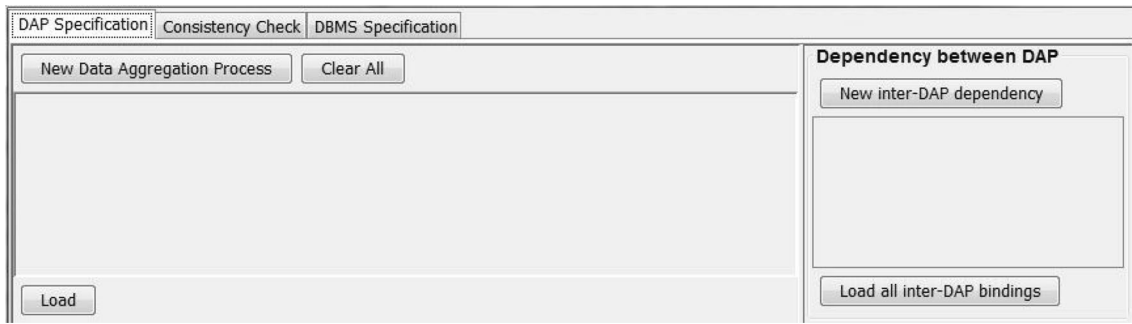 DAP Specification
Consistency Check
DBMS Specification
New Data Aggregation Process
Clear All
Load
Dependency between DAP
New inter-DAP dependency
Load all inter-DAP bindings